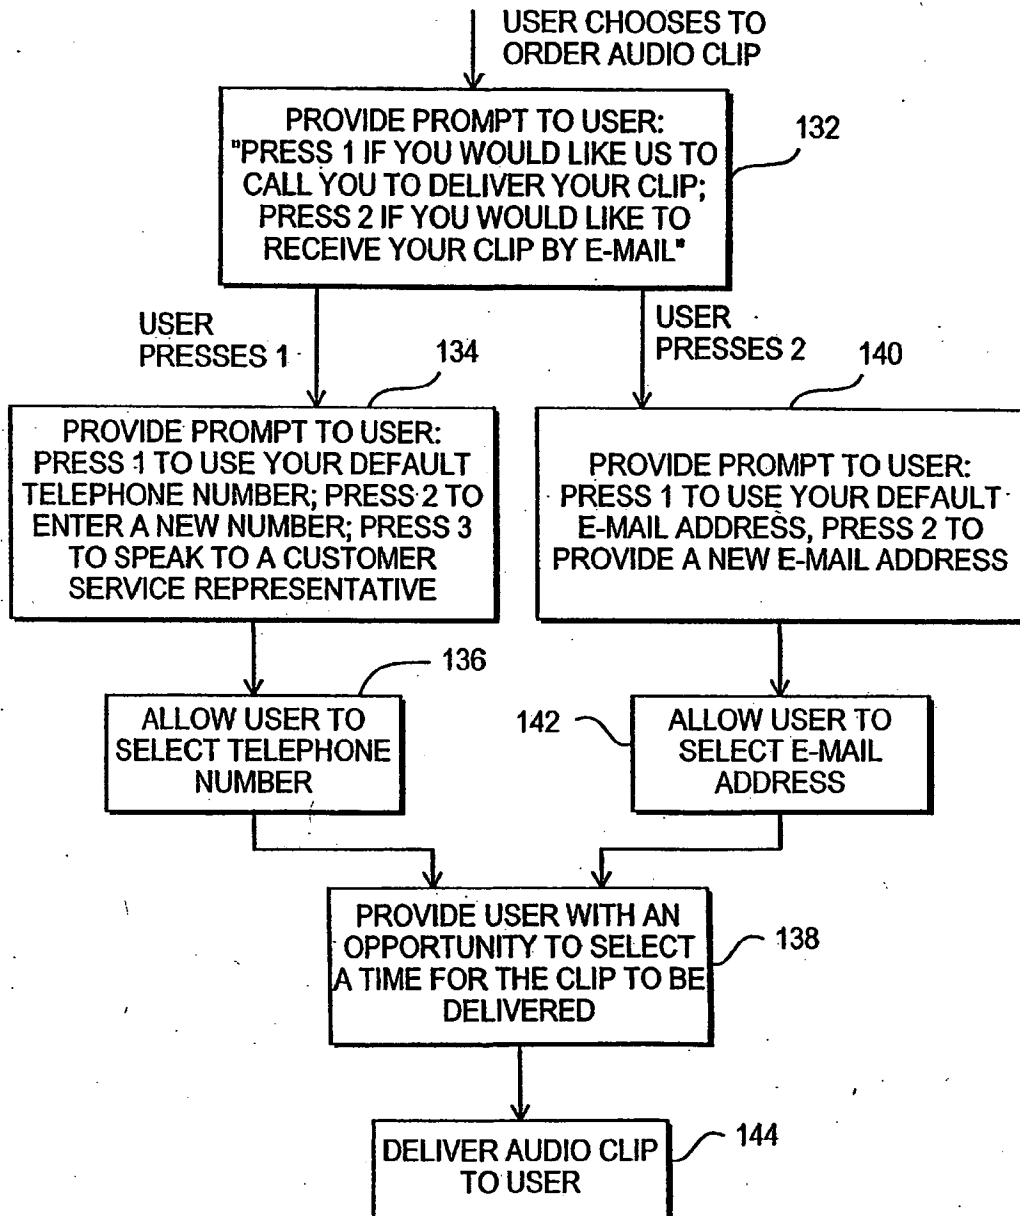 USER CHOOSES TO
ORDER AUDIO CLIP
PROVIDE PROMPT TO USER:
"PRESS 1 IF YOU WOULD LIKE US TO
CALL YOU TO DELIVER YOUR CLIP;
PRESS 2 IF YOU WOULD LIKE TO
RECEIVE YOUR CLIP BY E-MAIL"
132
USER
PRESSES 1
USER
PRESSES 2
134
PROVIDE PROMPT TO USER:
PRESS 1 TO USE YOUR DEFAULT
TELEPHONE NUMBER; PRESS 2 TO
ENTER A NEW NUMBER; PRESS 3
TO SPEAK TO A CUSTOMER
SERVICE REPRESENTATIVE
140
PROVIDE PROMPT TO USER:
PRESS 1 TO USE YOUR DEFAULT
E-MAIL ADDRESS, PRESS 2 TO
PROVIDE A NEW E-MAIL ADDRESS
136
ALLOW USER TO
SELECT TELEPHONE
NUMBER
142
ALLOW USER TO
SELECT E-MAIL
ADDRESS
PROVIDE USER WITH AN
OPPORTUNITY TO SELECT
A TIME FOR THE CLIP TO BE
DELIVERED
138
DELIVER AUDIO CLIP
TO USER
144